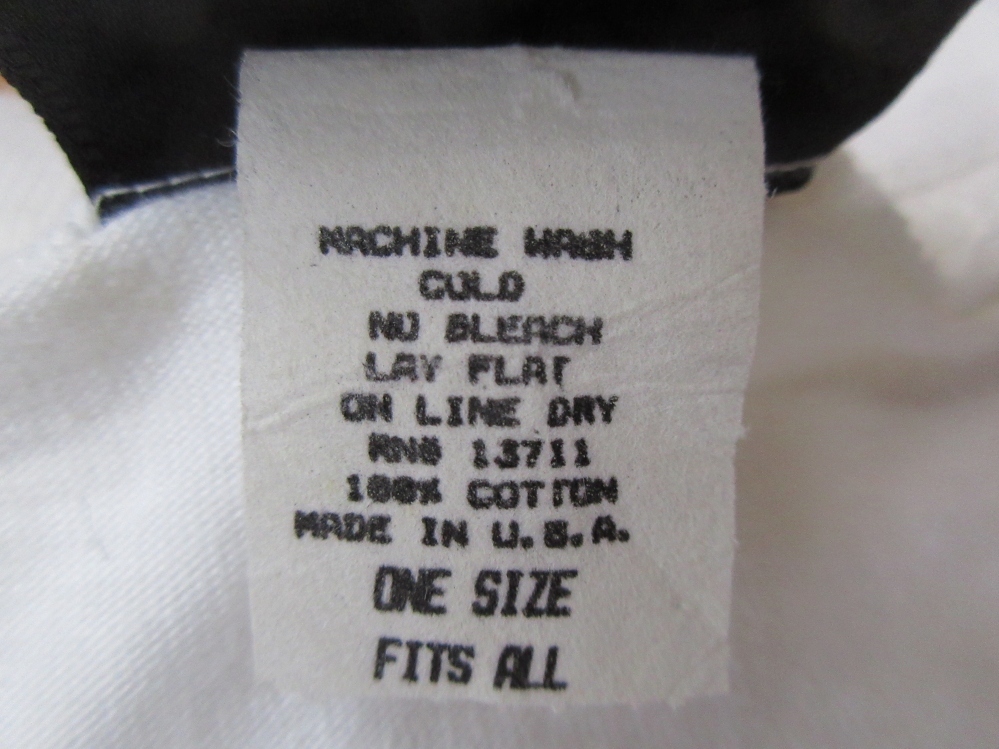 MACHINE WASH
COLD
NO BLEACH
LAY FLAT
OR LINE DRY
RN# 13711
100% COTTON
MADE IN U.S.A.
ONE SIZE
FITS ALL